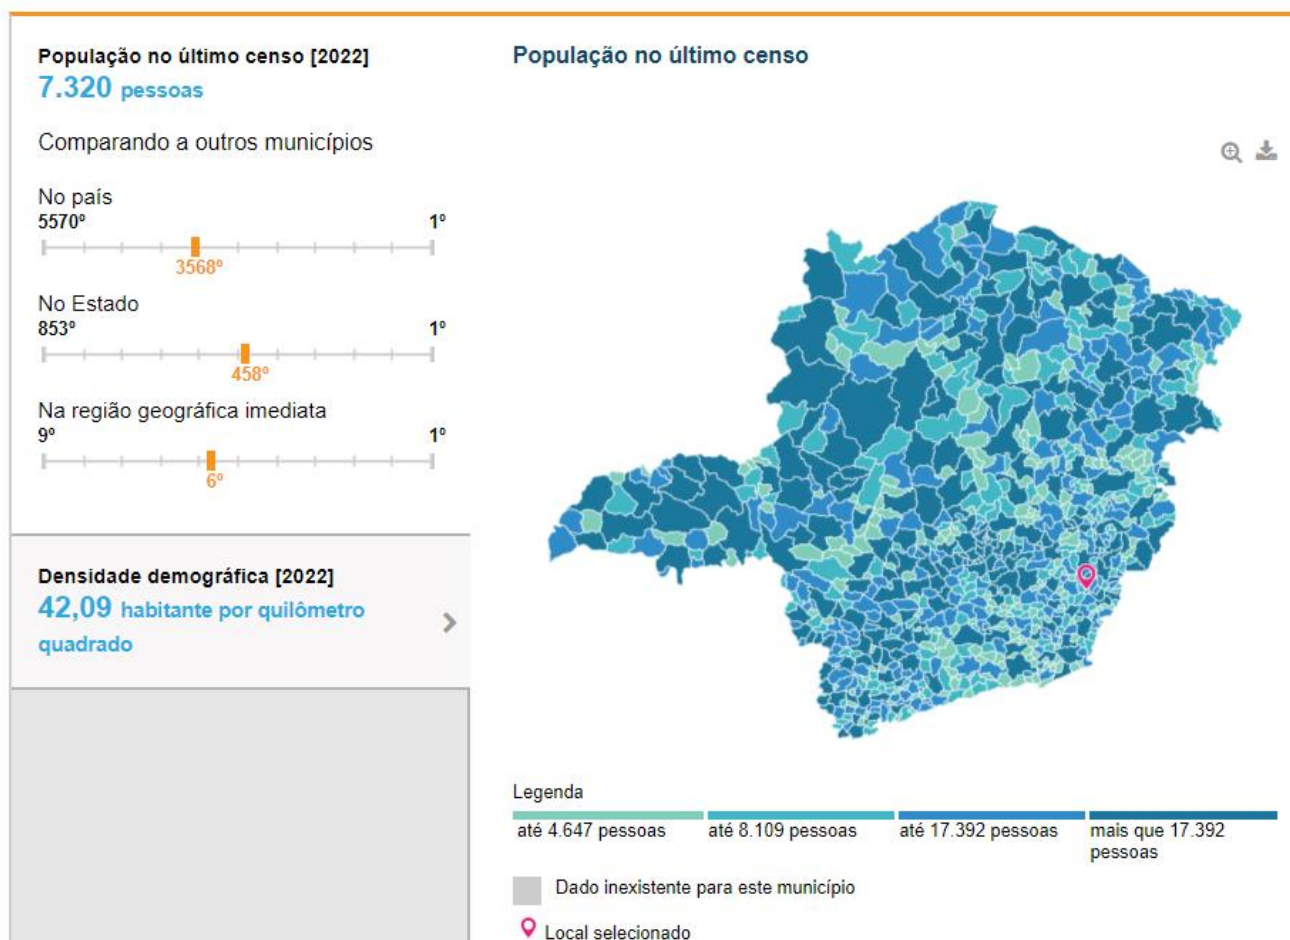 População no último censo [2022]
7.320 pessoas
Comparando a outros municípios
No país
5570º 1º
3568º
No Estado
853º 1º
458º
Na região geográfica imediata
9º 1º
6º
Densidade demográfica [2022]
42,09 habitante por quilômetro
quadrado
População no último censo
Legenda
até 4.647 pessoas
até 8.109 pessoas
até 17.392 pessoas
mais que 17.392
pessoas
Dado inexistente para este município
Local selecionado